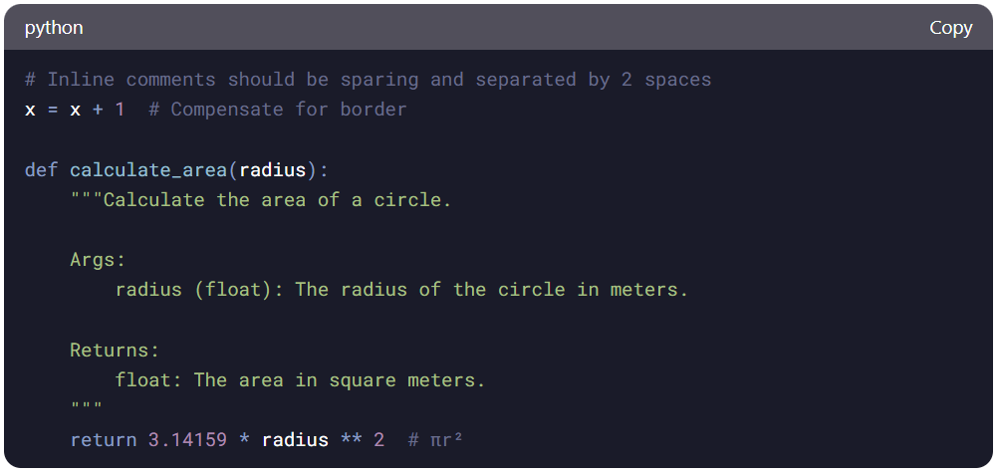 python
Copy
# Inline comments should be sparing and separated by 2 spaces
x = x + 1  # Compensate for border

def calculate_area(radius):
    """Calculate the area of a circle.

    Args:
        radius (float): The radius of the circle in meters.

    Returns:
        float: The area in square meters.
    """
    return 3.14159 * radius ** 2  # πr²